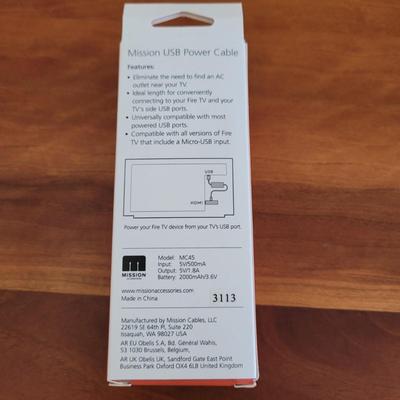 Mission USB Power Cable
Features:
• Eliminate the need to find an AC
outlet near your TV.
• Ideal length for conveniently
connecting to your Fire TV and your
TV's side USB ports.
• Universally compatible with most
powered USB ports.
• Compatible with all versions of Fire
TV that include a Micro-USB input.
USB
HDMI
Power your Fire TV device from your TV's USB port.
MISSION
Model: MC45
Input: 5V/500mA
Output: 5V/1.8A
Battery: 2000mAh/3.6V
www.missionaccessories.com
Made in China
3113
Manufactured by Mission Cables, LLC
22619 SE 64th Pl, Suite 220
Issaquah, WA 98027 USA
AR EU Obelis S.A, Bd. Général Wahis,
53 1030 Brussels, Belgium,
AR UK Obelis UK, Sandford Gate East Point
Business Park Oxford OX4 6LB United Kingdom